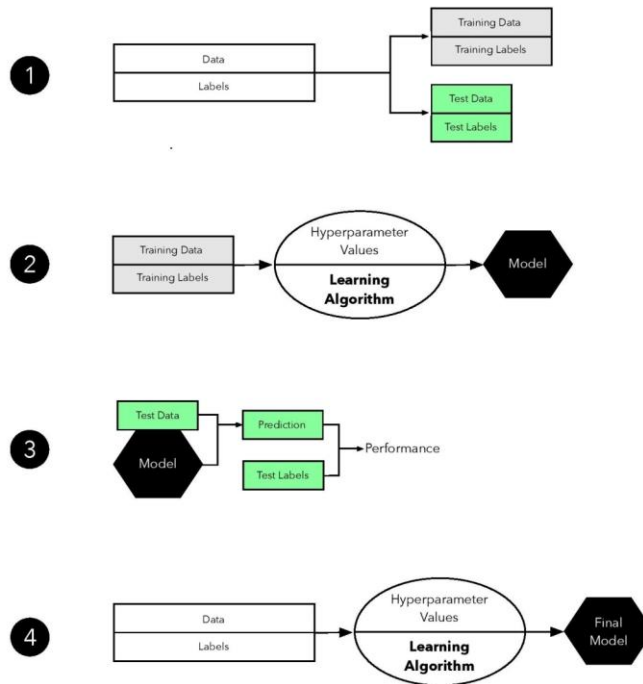 1
Data
Labels
Training Data
Training Labels
Test Data
Test Labels
2
Training Data
Training Labels
Hyperparameter
Values
Learning
Algorithm
Model
3
Test Data
Model
Prediction
Test Labels
Performance
4
Data
Labels
Hyperparameter
Values
Learning
Algorithm
Final
Model